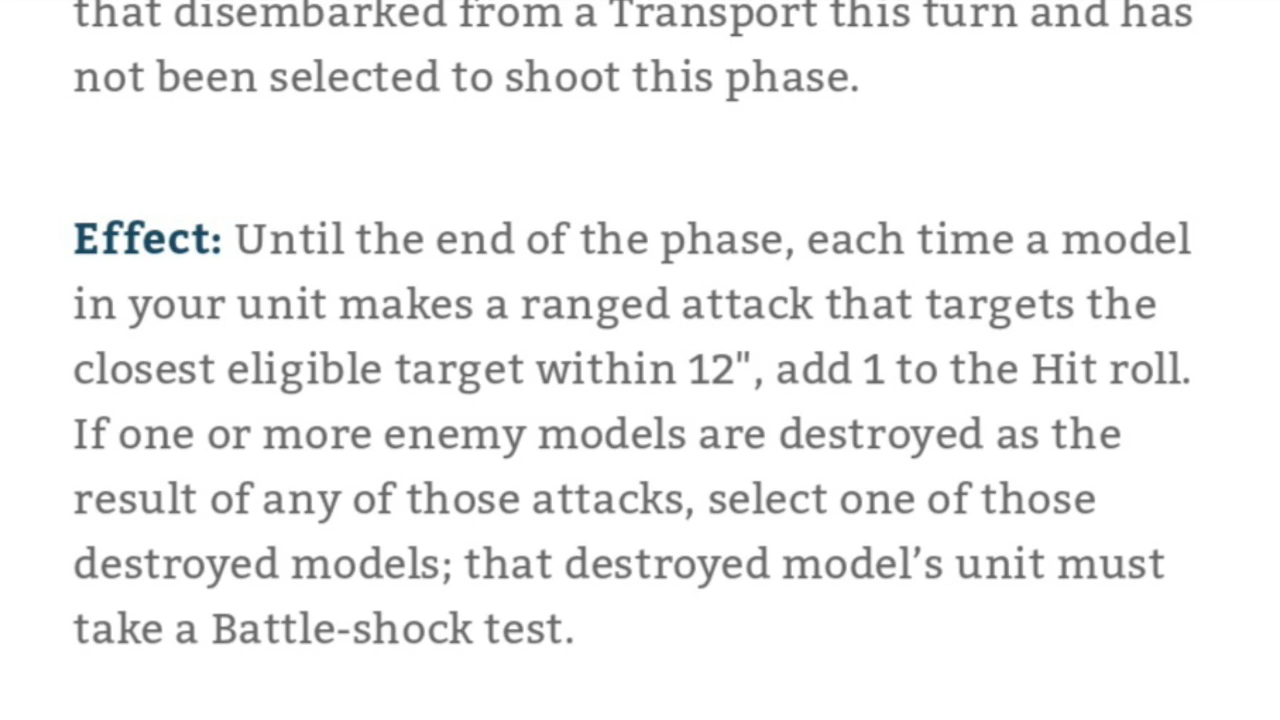 that disembarked from a Transport this turn and has
not been selected to shoot this phase.
Effect: Until the end of the phase, each time a model
in your unit makes a ranged attack that targets the
closest eligible target within 12", add 1 to the Hit roll.
If one or more enemy models are destroyed as the
result of any of those attacks, select one of those
destroyed models; that destroyed model’s unit must
take a Battle-shock test.